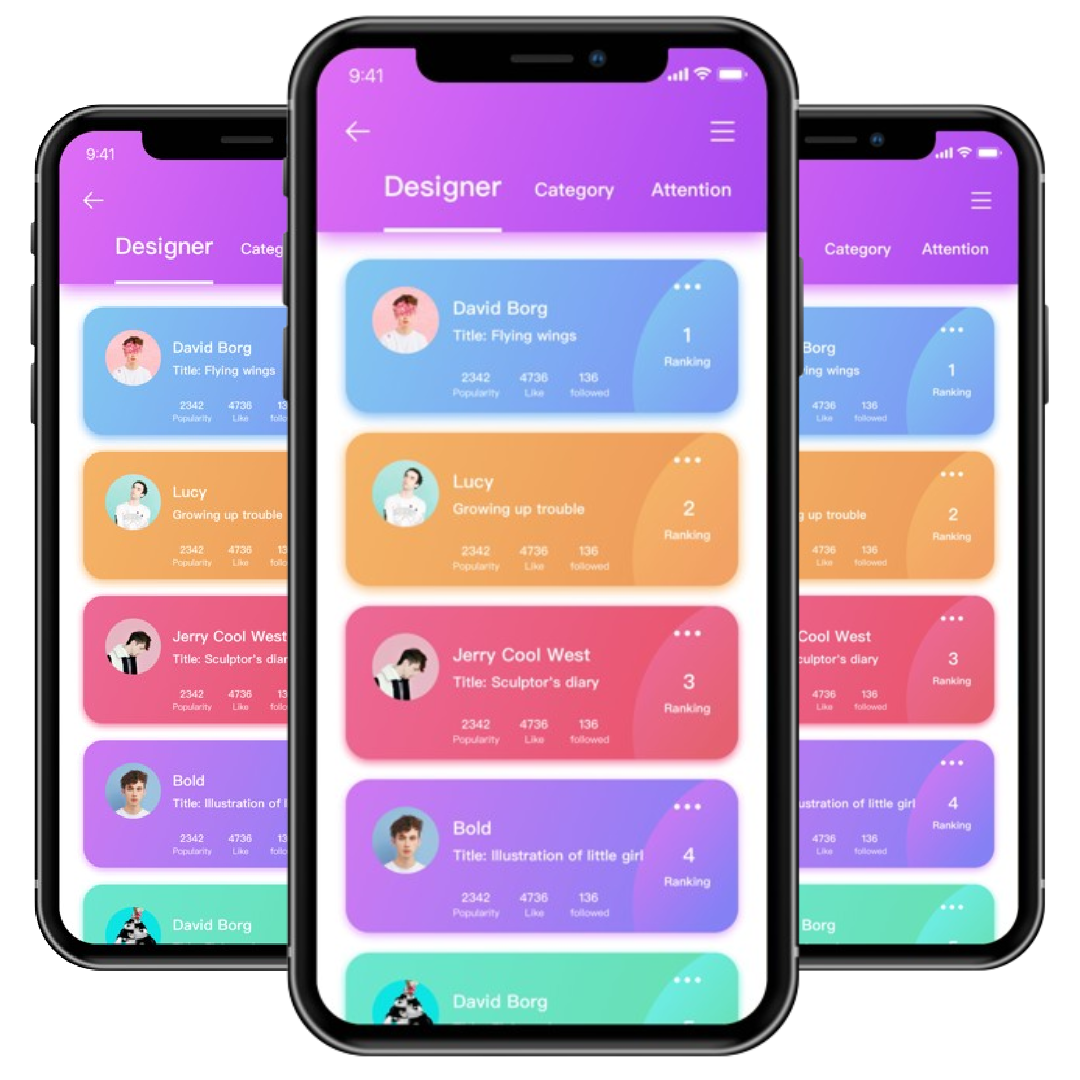 9:41
Designer Category Attention
David Borg
Title: Flying wings
1
Ranking
2342 4736 136
Popularity Like followed
Lucy
Growing up trouble
2
Ranking
2342 4736 136
Popularity Like followed
Jerry Cool West
Title: Sculptor's diary
3
Ranking
2342 4736 136
Popularity Like followed
Bold
Title: Illustration of little girl
4
Ranking
2342 4736 136
Popularity Like followed
David Borg
9:41
Designer Categ
David Borg
Title: Flying wings
2342 4736 13
Popularity Like follo
Lucy
Growing up trouble
2342 4736 13
Popularity Like follo
Jerry Cool West
Title: Sculptor's diar
2342 4736 13
Popularity Like follo
Bold
Title: Illustration of l
2342 4736 13
Popularity Like follo
David Borg
Category Attention
Borg
ing wings
1
Ranking
4736 136
Like followed
g up trouble
2
Ranking
4736 136
Like followed
Cool West
culptor's diary
3
Ranking
4736 136
Like followed
ustration of little girl
4
Ranking
4736 136
Like followed
Borg